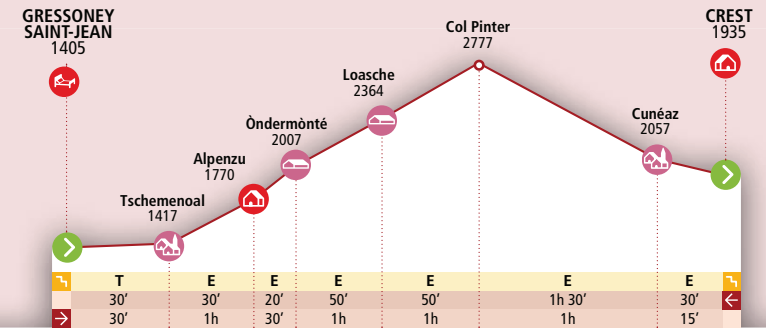 GRESSONEY
SAINT-JEAN
1405
CREST
1935
Col Pinter
2777
Loasche
2364
Òndermònté
2007
Cunéaz
2057
Alpenzu
1770
Tschemenoal
1417
T E E E E E E
30’ 30’ 20’ 50’ 50’ 1h 30’ 30’
30’ 1h 30’ 1h 1h 1h 15’